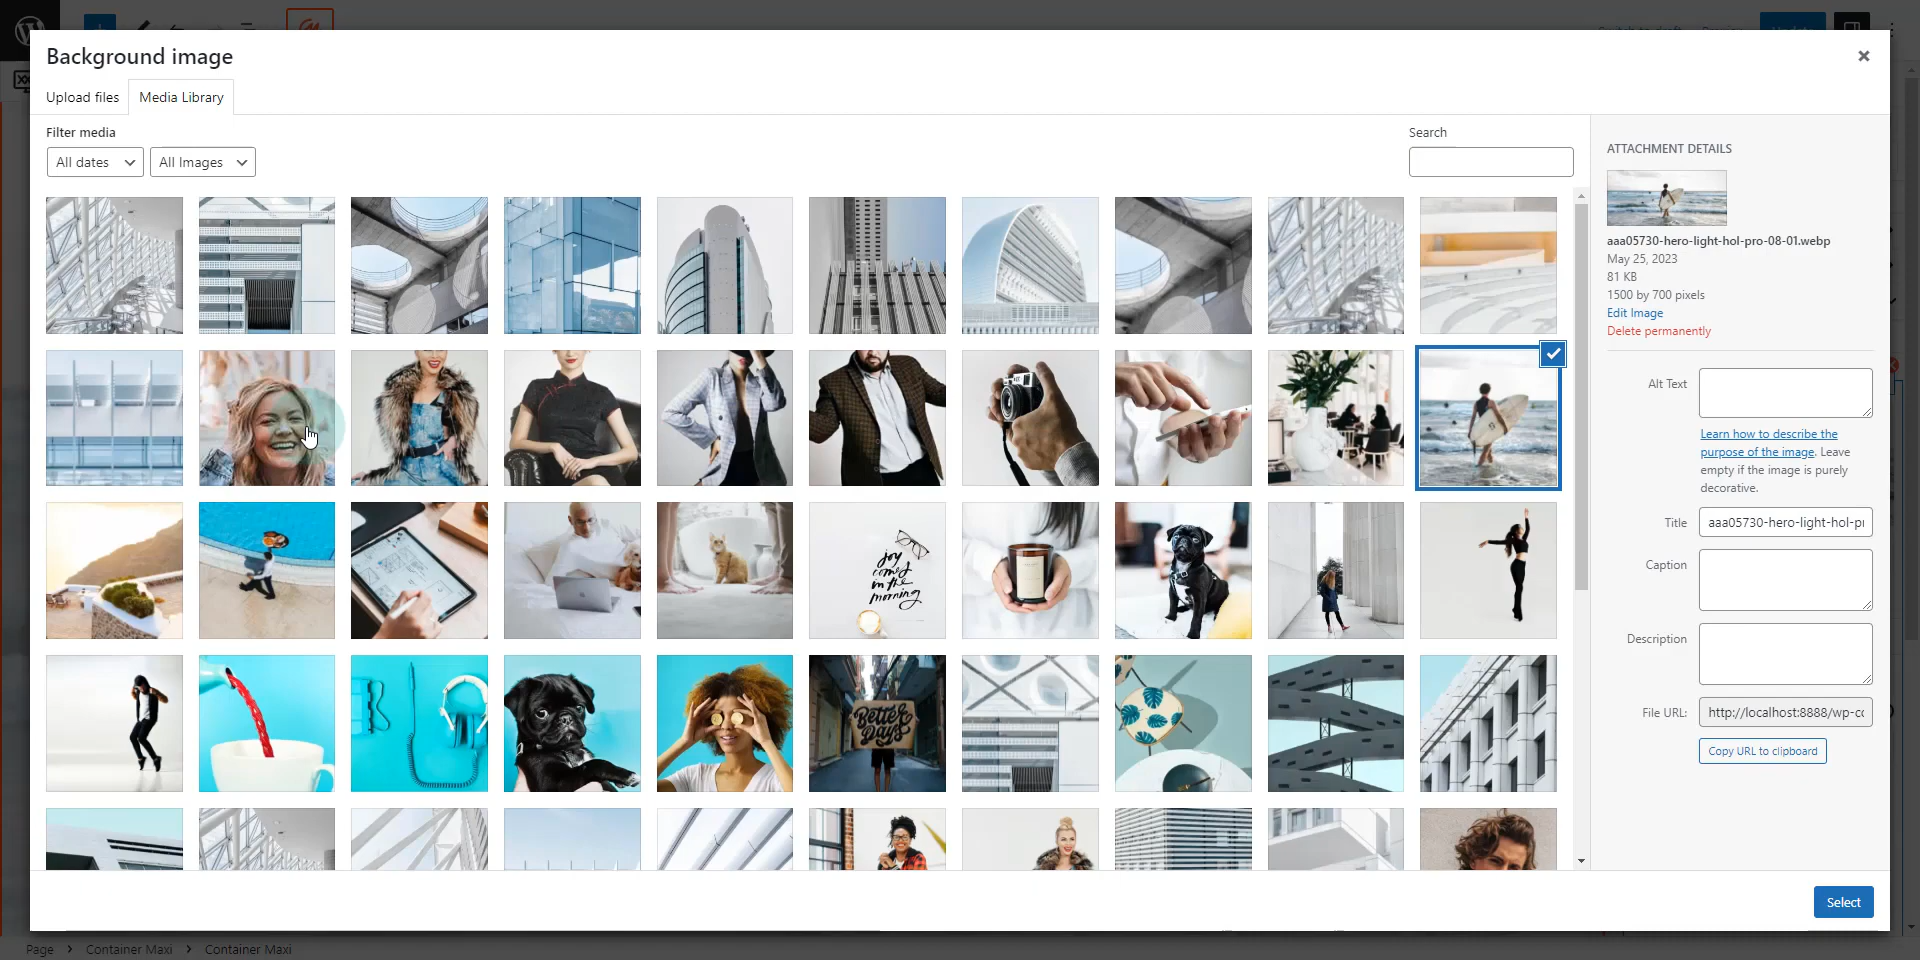 Background image
Upload files
Media Library
Filter media
All dates
All Images
Search
ATTACHMENT DETAILS
aaa05730-hero-light-hol-pro-08-01.webp
May 25, 2023
81 KB
1500 by 700 pixels
Edit Image
Delete permanently
Alt Text
Learn how to describe the
purpose of the image. Leave
empty if the image is purely
decorative.
Title
aaa05730-hero-light-hol-pr
Caption
Description
File URL:
http://localhost:8888/wp-co
Copy URL to clipboard
joy
comes
in the
morning
Better
Days
Select
Page
Container Maxi
Container Maxi